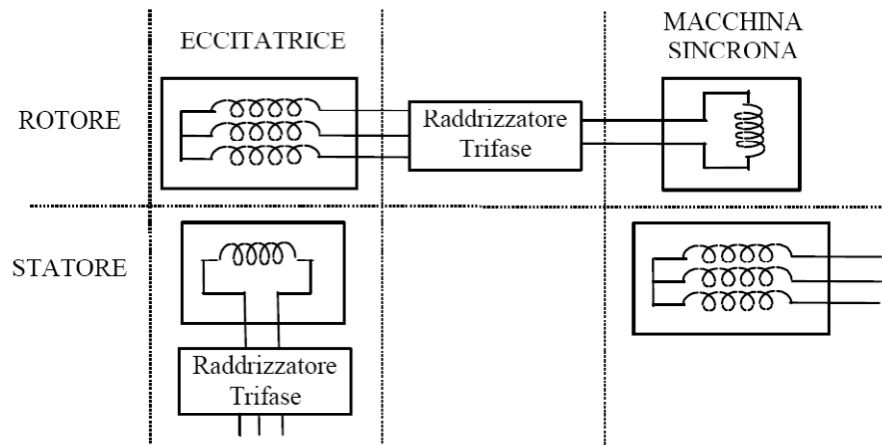 ECCITATRICE
MACCHINA
SINCRONA
ROTORE
Raddrizzatore
Trifase
STATORE
Raddrizzatore
Trifase